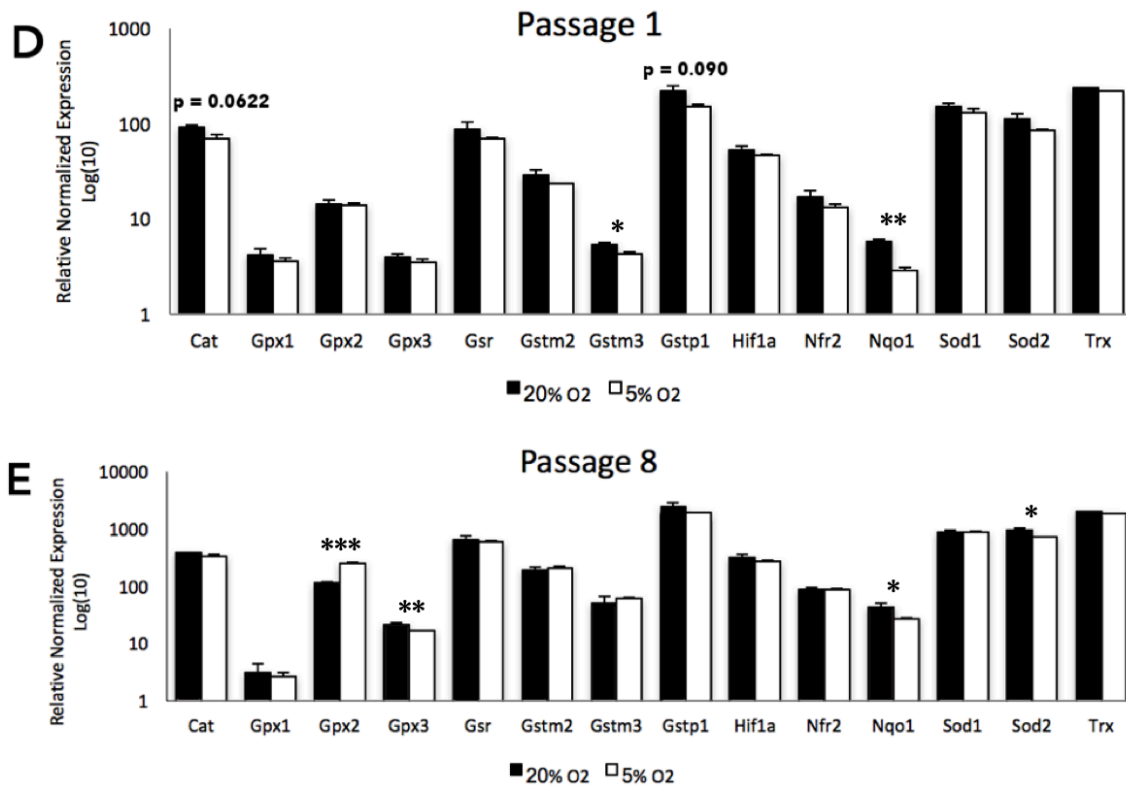 D
Passage 1
Relative Normalized Expression
Log(10)
1000
100
10
1
p = 0.0622
p = 0.090
*
**
Cat Gpx1 Gpx2 Gpx3 Gsr Gstm2 Gstm3 Gstp1 Hif1a Nfr2 Nqo1 Sod1 Sod2 Trx
20% O2 5% O2
E
Passage 8
Relative Normalized Expression
Log(10)
10000
1000
100
10
1
***
**
*
*
Cat Gpx1 Gpx2 Gpx3 Gsr Gstm2 Gstm3 Gstp1 Hif1a Nfr2 Nqo1 Sod1 Sod2 Trx
20% O2 5% O2